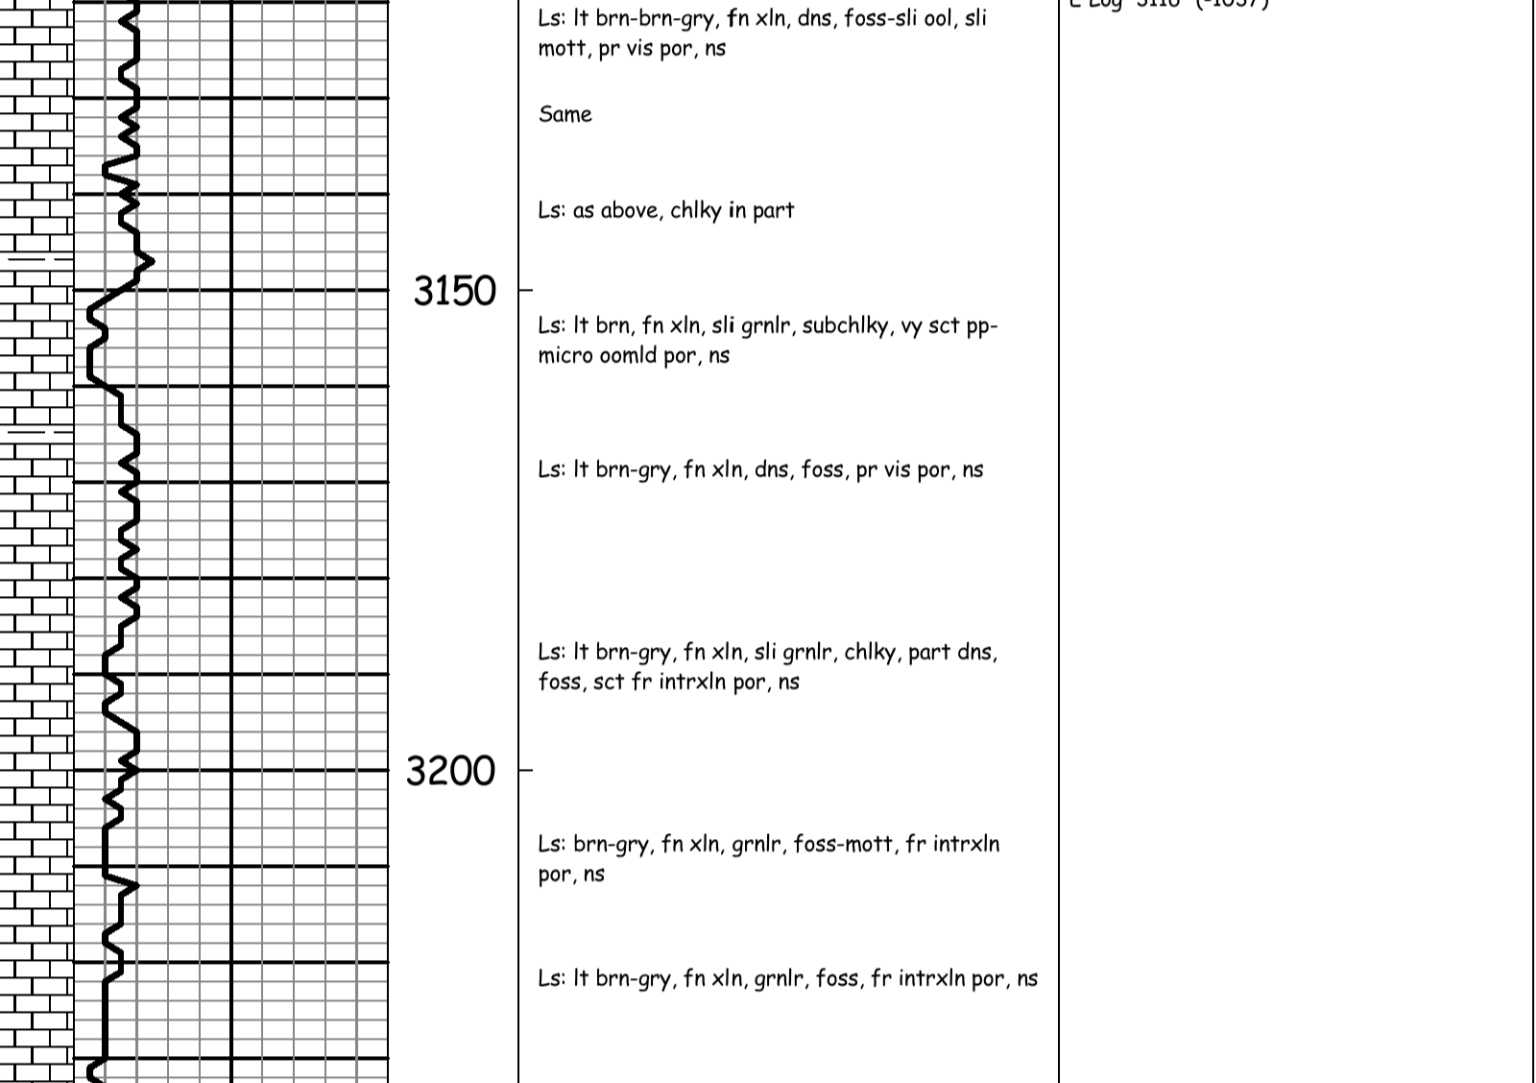 Ls: lt brn-brn-gry, fn xln, dns, foss-sli ool, sli
mott, pr vis por, ns
Same
Ls: as above, chlky in part
3150
Ls: lt brn, fn xln, sli grnlr, subchlky, vy sct pp-
micro oomld por, ns
Ls: lt brn-gry, fn xln, dns, foss, pr vis por, ns
Ls: lt brn-gry, fn xln, sli grnlr, chlky, part dns,
foss, sct fr intrxln por, ns
3200
Ls: brn-gry, fn xln, grnlr, foss-mott, fr intrxln
por, ns
Ls: lt brn-gry, fn xln, grnlr, foss, fr intrxln por, ns